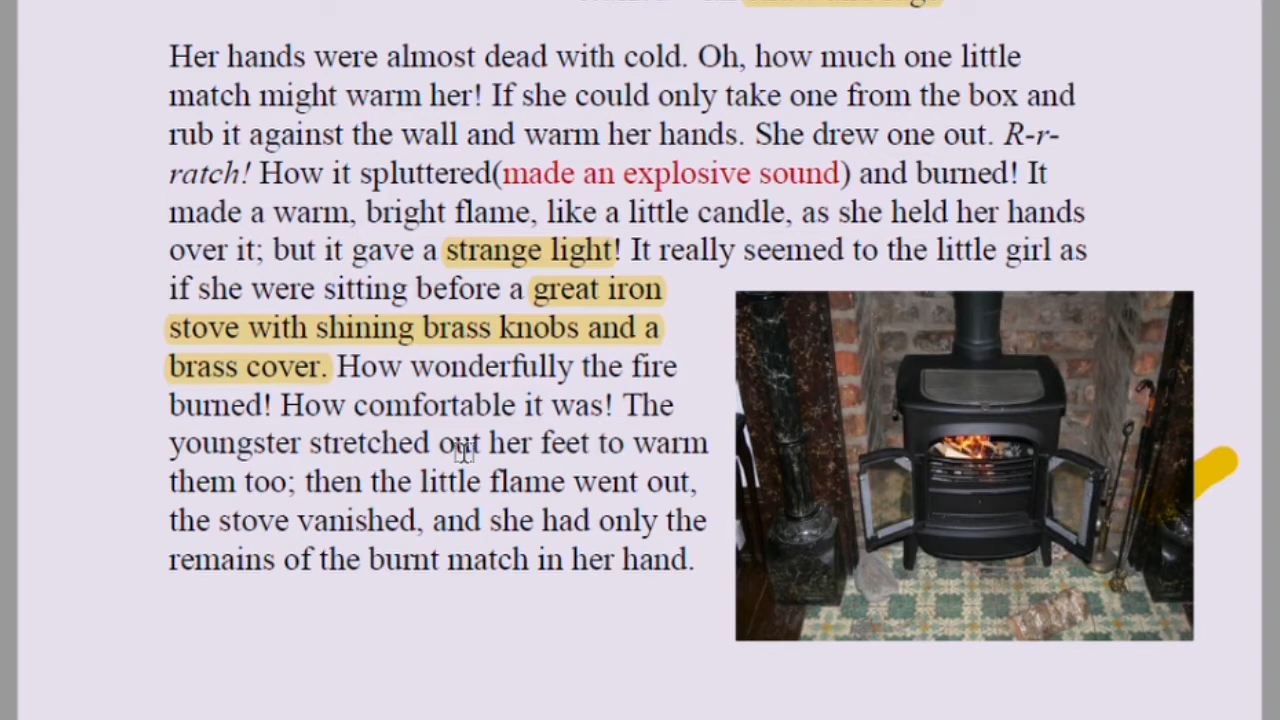 Her hands were almost dead with cold. Oh, how much one little
match might warm her! If she could only take one from the box and
rub it against the wall and warm her hands. She drew one out. R-r-
ratch! How it spluttered(made an explosive sound) and burned! It
made a warm, bright flame, like a little candle, as she held her hands
over it; but it gave a strange light! It really seemed to the little girl as
if she were sitting before a great iron
stove with shining brass knobs and a
brass cover. How wonderfully the fire
burned! How comfortable it was! The
youngster stretched out her feet to warm
them too; then the little flame went out,
the stove vanished, and she had only the
remains of the burnt match in her hand.